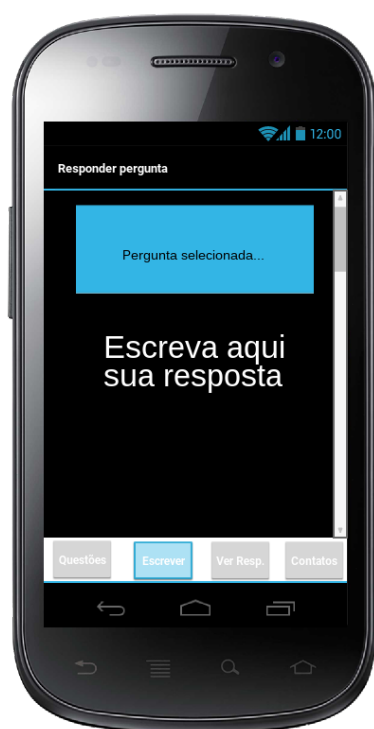 12:00
Responder pergunta
Pergunta selecionada...
Escreva aqui
sua resposta
Questões Escrever Ver Resp. Contatos